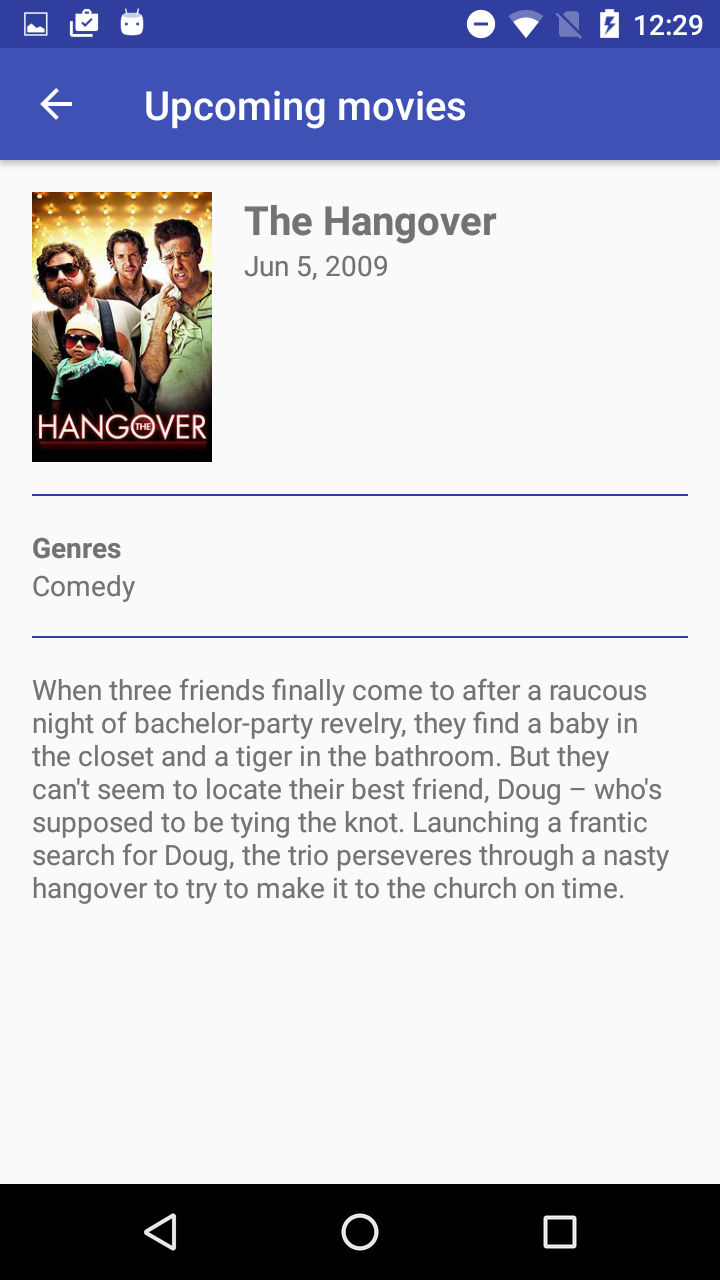 12:29
Upcoming movies
The Hangover
Jun 5, 2009
HANGTHEOVER
Genres
Comedy
When three friends finally come to after a raucous
night of bachelor-party revelry, they find a baby in
the closet and a tiger in the bathroom. But they
can't seem to locate their best friend, Doug – who's
supposed to be tying the knot. Launching a frantic
search for Doug, the trio perseveres through a nasty
hangover to try to make it to the church on time.